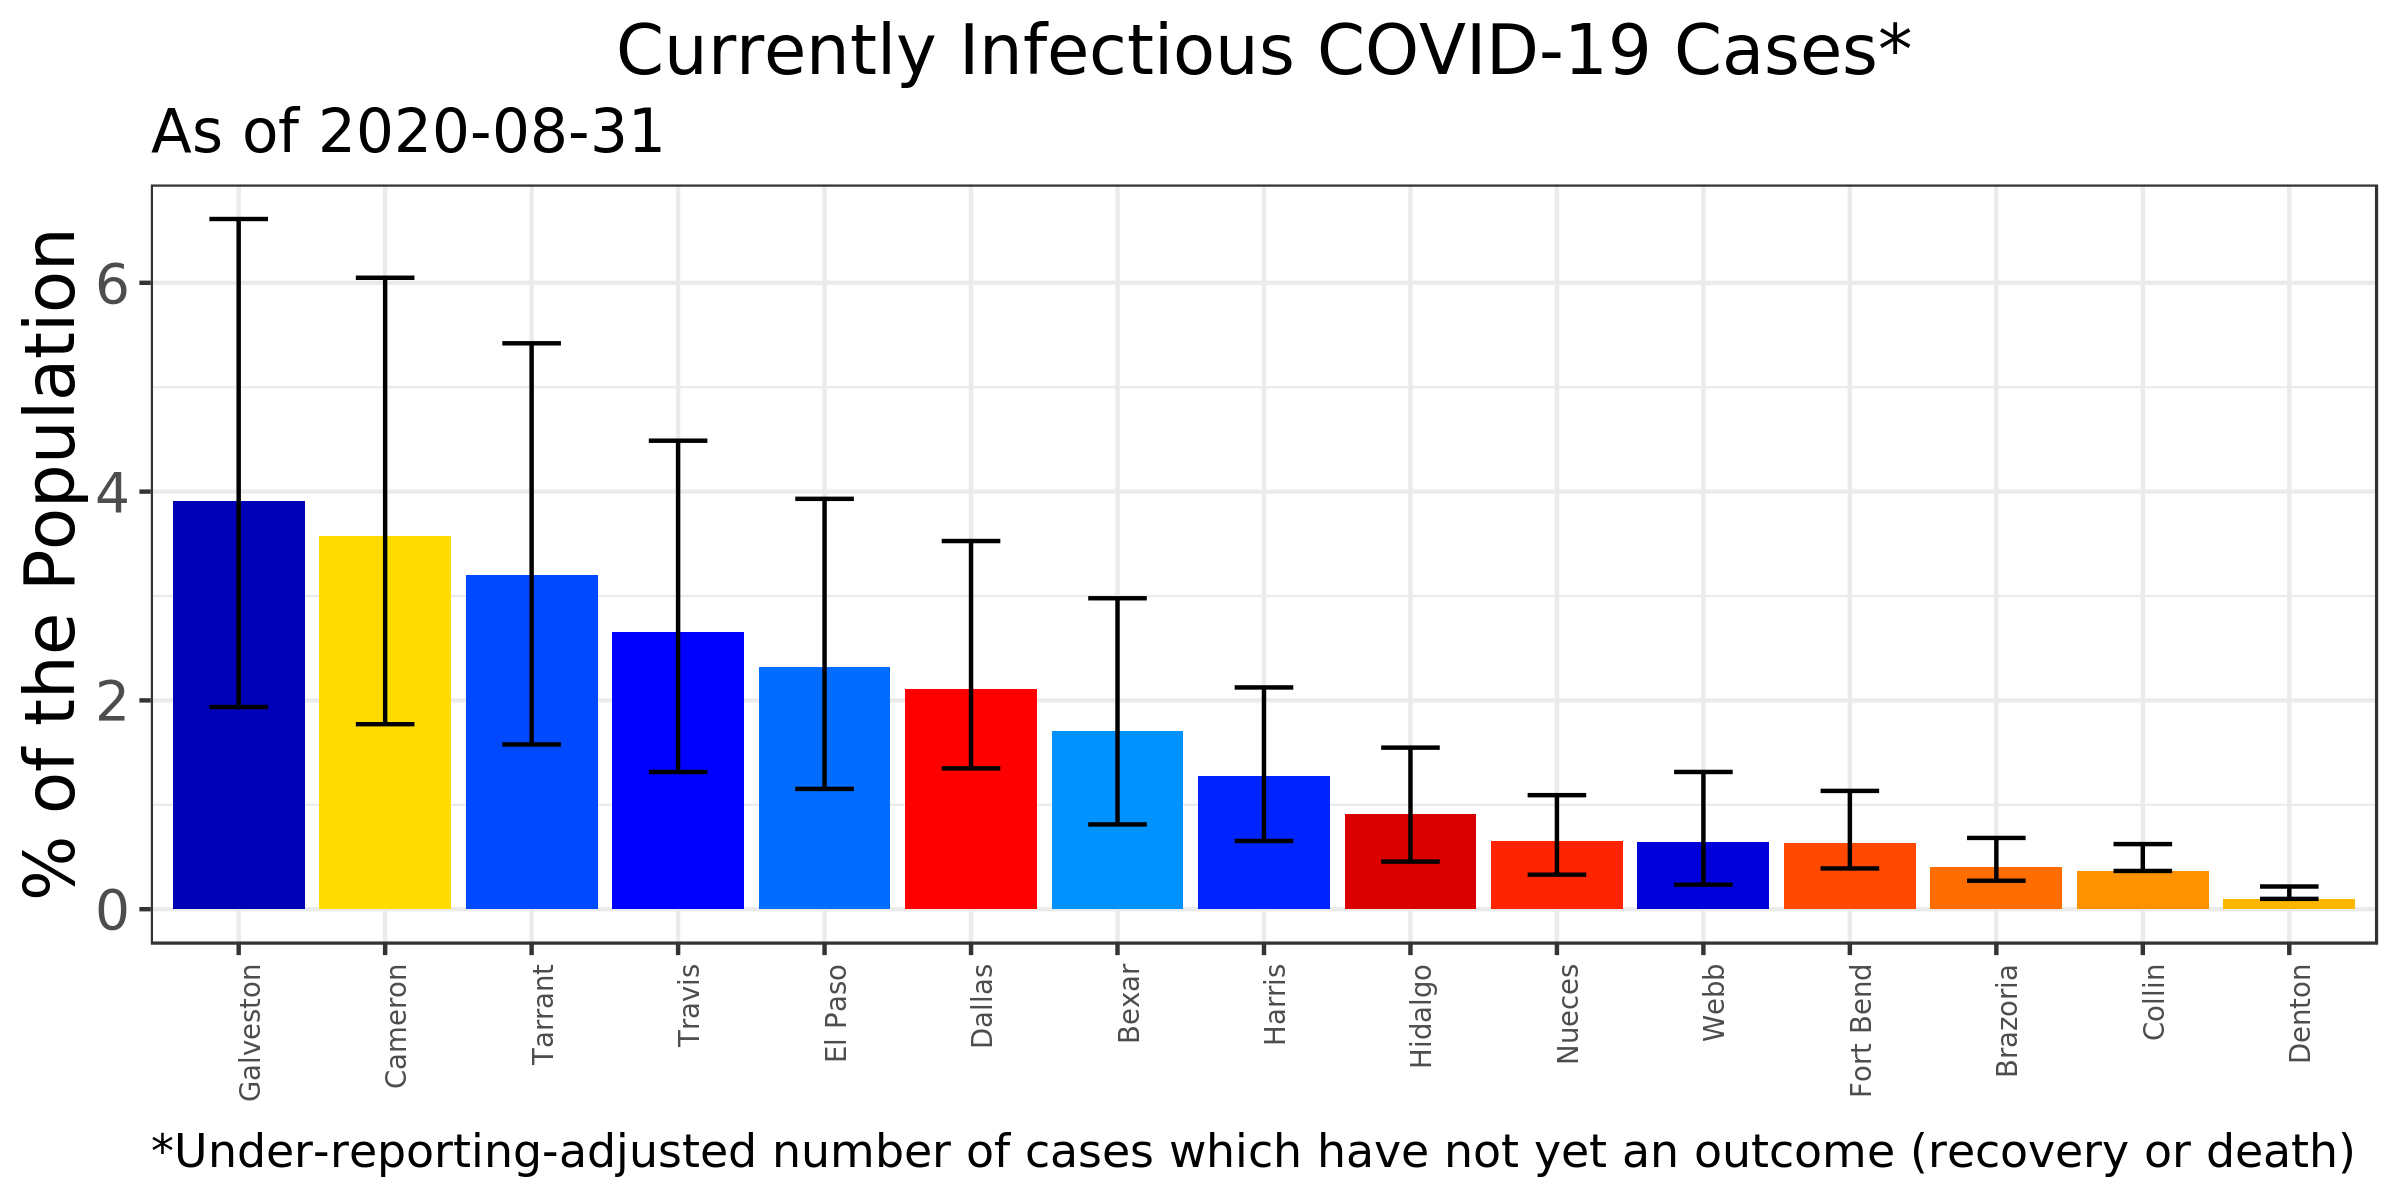 Currently Infectious COVID-19 Cases*
As of 2020-08-31
% of the Population
6
4
2
0
Galveston
Cameron
Tarrant
Travis
El Paso
Dallas
Bexar
Harris
Hidalgo
Nueces
Webb
Fort Bend
Brazoria
Collin
Denton
*Under-reporting-adjusted number of cases which have not yet an outcome (recovery or death)